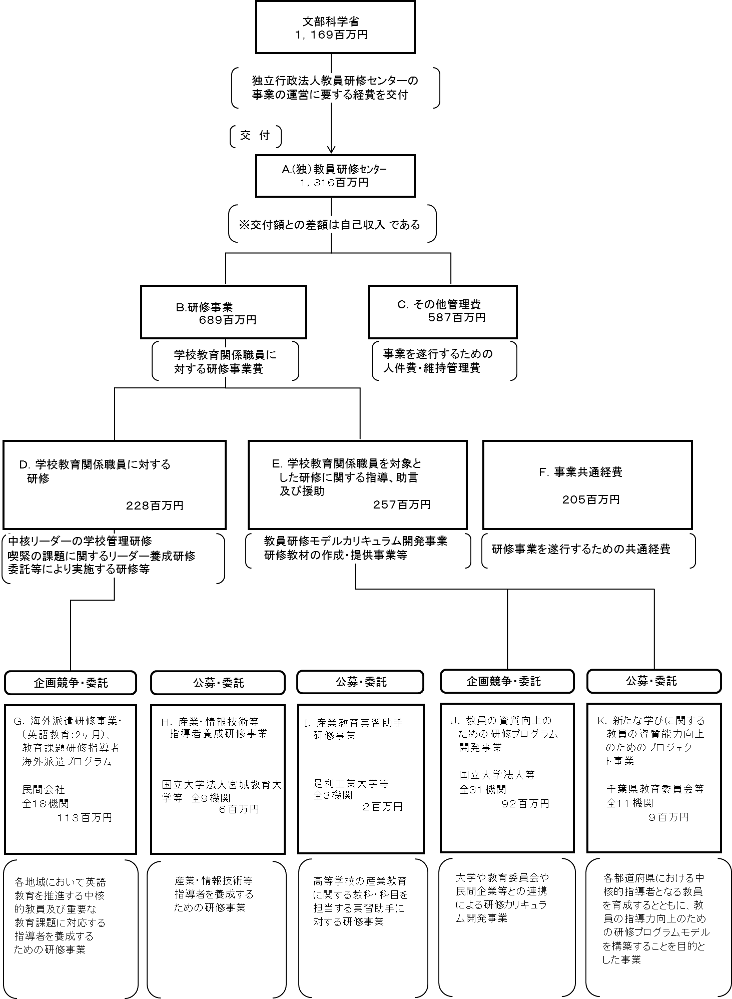 文部科学省
１，１６９百万円
独立行政法人教員研修センターの
事業の運営に要する経費を交付
交　付
A.（独）教員研修ｾﾝﾀｰ
１，３１６百万円
※交付額との差額は自己収入 である
B.研修事業
６８９百万円
C．その他管理費
５８７百万円
学校教育関係職員に
対する研修事業費
事業を遂行するための
人件費・維持管理費
D．学校教育関係職員に対する
研修
２２８百万円
E．学校教育関係職員を対象と
した研修に関する指導、助言
及び援助
２５７百万円
F．事業共通経費
２０５百万円
中核リーダーの学校管理研修
喫緊の課題に関するリーダー養成研修
委託等により実施する研修等
教員研修モデルカリキュラム開発事業
研修教材の作成・提供事業等
研修事業を遂行するための共通経費
企画競争・委託
公募・委託
公募・委託
企画競争・委託
公募・委託
G．海外派遣研修事業・
（英語教育：2ヶ月）、
教育課題研修指導者
海外派遣プログラム
民間会社
全１８機関
１１３百万円
H．産業・情報技術等
指導者養成研修事業
国立大学法人宮城教育大
学等　全９機関
６百万円
I．産業教育実習助手
研修事業
足利工業大学等
全３機関
２百万円
J．教員の資質向上の
ための研修プログラム
開発事業
国立大学法人等
全３１機関
９２百万円
K．新たな学びに関する
教員の資質能力向上
のためのプロジェク
ト事業
千葉県教育委員会等
全１１機関
９百万円
各地域において英語
教育を推進する中核
的教員及び重要な
教育課題に対応する
指導者を養成する
ための研修事業
産業・情報技術等
指導者を養成する
ための研修事業
高等学校の産業教育
に関する教科・科目を
担当する実習助手に
対する研修事業
大学や教育委員会や
民間企業等との連携
による研修カリキュラ
ム開発事業
各都道府県における中
核的指導者となる教員
を育成するとともに、教
員の指導力向上のため
の研修プログラムモデル
を構築することを目的と
した事業